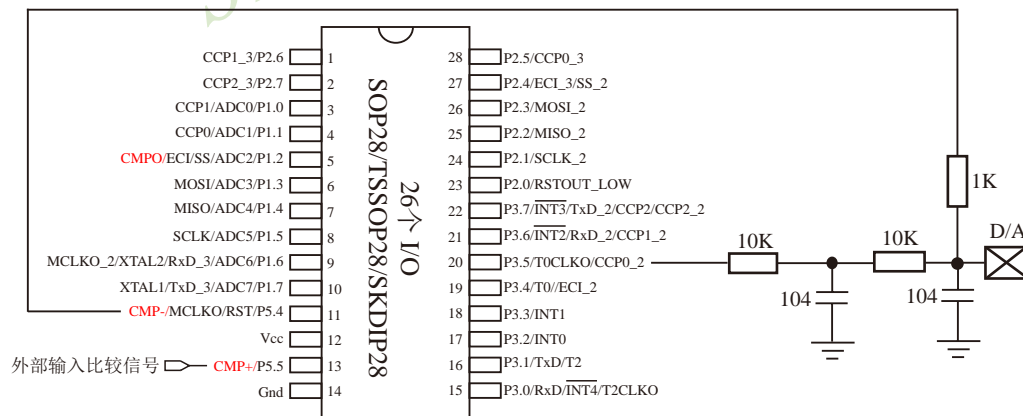 CCP1_3/P2.6
1
CCP2_3/P2.7
2
CCP1/ADC0/P1.0
3
CCP0/ADC1/P1.1
4
CMPO/ECI/SS/ADC2/P1.2
5
MOSI/ADC3/P1.3
6
MISO/ADC4/P1.4
7
SCLK/ADC5/P1.5
8
MCLKO_2/XTAL2/RxD_3/ADC6/P1.6
9
XTAL1/TxD_3/ADC7/P1.7
10
CMP-/MCLKO/RST/P5.4
11
Vcc
12
外部输入比较信号
CMP+/P5.5
13
Gnd
14
26个 I/O
SOP28/TSSOP28/SKDIP28
28
P2.5/CCP0_3
27
P2.4/ECI_3/SS_2
26
P2.3/MOSI_2
25
P2.2/MISO_2
24
P2.1/SCLK_2
23
P2.0/RSTOUT_LOW
22
P3.7/INT3/TxD_2/CCP2/CCP2_2
21
P3.6/INT2/RxD_2/CCP1_2
20
P3.5/T0CLKO/CCP0_2
19
P3.4/T0//ECI_2
18
P3.3/INT1
17
P3.2/INT0
16
P3.1/TxD/T2
15
P3.0/RxD/INT4/T2CLKO
10K
104
10K
104
1K
D/A